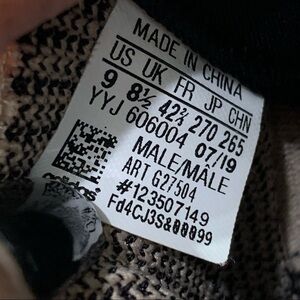 MADE IN CHINA
US UK FR JP CHN
9 8½ 42⅔ 270 265
YYJ 606004 07/19
MALE/MÂLE
ART G27504
#123507149
Fd4CJ3S&00099
adidas